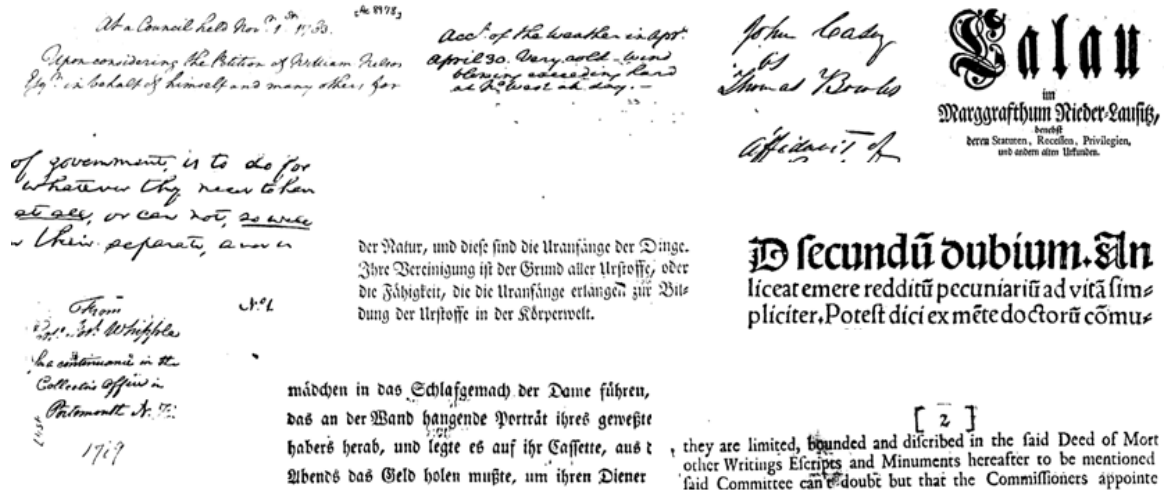 At a Council held Nov.r 1st 17
Upon considering the Petition of William Nelson
Esq.r in behalf of himself and many others for
Acc.t of the weather in Apr.
April 30. Very cold wind
blowing exceeding hard
at N. West all day. —
John Casey
vs
Thomas Bowles
Affidavit of
Calau
im
Marggrafthum Nieder-Lausitz,
benebst
deren Statuten, Recessen, Privilegien,
und andern alten Urkunden.
of government, is to do for
whatever they need to have
at all, or can not, so well
their separate, and in
der Natur, und diese sind die Uranfänge der Dinge.
Ihre Vereinigung ist der Grund aller Urstoffe, oder
die Fähigkeit, die die Uranfänge erlangen zur Bil-
dung der Urstoffe in der Körperwelt.
D secundū dubium. An
liceat emere redditū pecuniariū ad vitā sim-
pliciter. Potest dici ex mēte doctorū cōmu-
From
Whipple
continuance in the
Collectors Office in
Portsmouth N.
mädchen in das Schlafgemach der Dame führen,
das an der Wand hangende Porträt ihres geweßte
habers herab, und legte es auf ihr Cassette, aus
Abends das Geld holen mußte, um ihren Diener
[ 2 ]
they are limited, bounded and discribed in the said Deed of Mort
other Writings Escripts and Minuments hereafter to be mentioned
said Committee can't doubt but that the Commissioners appointe